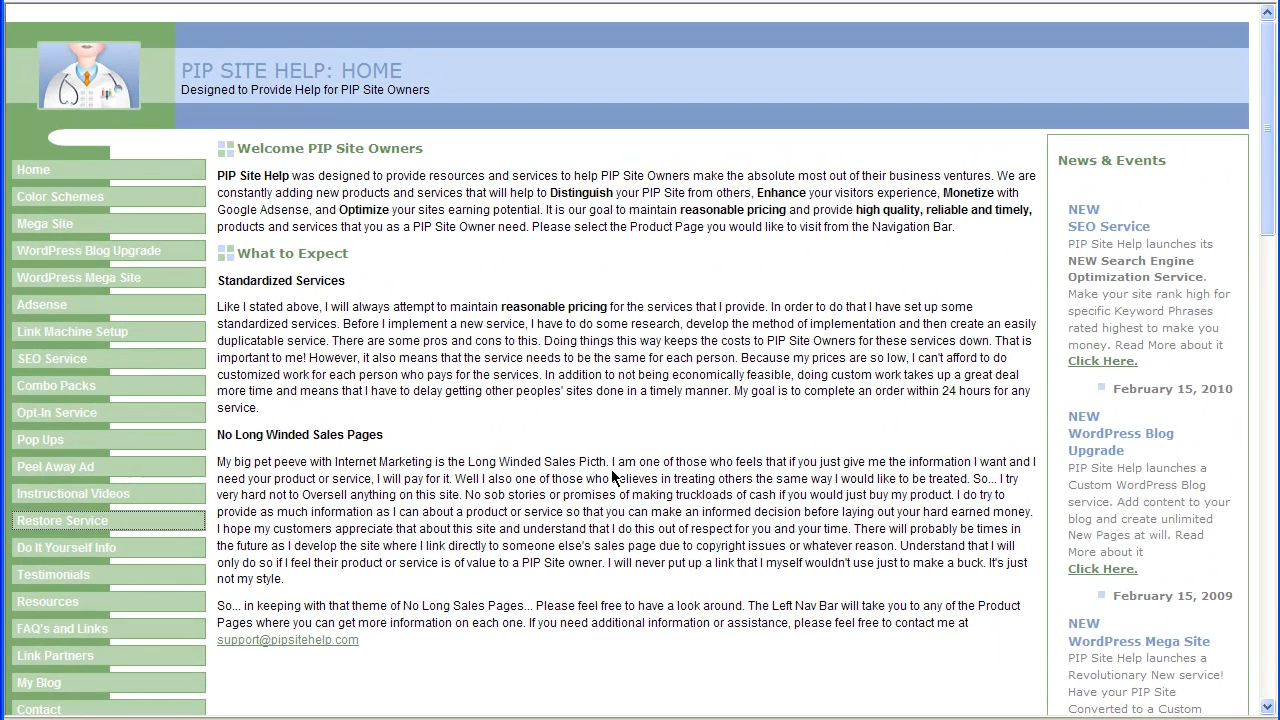 PIP SITE HELP: HOME
Designed to Provide Help for PIP Site Owners
Home
Color Schemes
Mega Site
WordPress Blog Upgrade
WordPress Mega Site
Adsense
Link Machine Setup
SEO Service
Combo Packs
Opt-In Service
Pop Ups
Peel Away Ad
Instructional Videos
Restore Service
Do It Yourself Info
Testimonials
Resources
FAQ's and Links
Link Partners
My Blog
Contact
Welcome PIP Site Owners
PIP Site Help was designed to provide resources and services to help PIP Site Owners make the absolute most out of their business ventures. We are
constantly adding new products and services that will help to Distinguish your PIP Site from others, Improve your visitors experience, Monetize with
Google Adsense, and Optimize your sites earning potential. It is our goal to maintain reasonable pricing and provide high quality, reliable and timely,
products and services that you as a PIP Site Owner need. Please select the Product Page you would like to visit from the Navigation Bar.
What to Expect
Standardized Services
Like I stated above, I will always attempt to maintain reasonable pricing for the services that I provide. In order to do that I have set up some
standardized services. Before I implement a new service, I have to do some research, develop the method of implementation and then create an easily
duplicatable service. There are some pros and cons to this. Doing things this way keeps the costs to PIP Site Owners for these services down. That is
important to me! However, it also means that the service needs to be the same for each person. Because my prices are so low, I can't afford to do
customized work for each person who pays for the services. In addition to not being economically feasible, doing custom work takes up a great deal
more time and means that I have to delay getting other peoples' sites done in a timely manner. My goal is to complete an order within 24 hours for any
service.
No Long Winded Sales Pages
My big pet peeve with Internet Marketing is the Long Winded Sales Picth. I am one of those who feels that if you just give me the information I want and I
need your product or service, I will pay for it. Well I also one of those who believes in treating others the same way I would like to be treated. So... I try
very hard not to Oversell anything on this site. No sob stories or promises of making truckloads of cash if you would just buy my product. I do try to
provide as much information as I can about a product or service so that you can make an informed decision before laying out your hard earned money.
I hope my customers appreciate that about this site and understand that I do this out of respect for you and your time. There will probably be times in
the future as I develop the site where I link directly to someone else's sales page due to copyright issues or whatever reason. Understand that I will
only do so if I feel their product or service is of value to a PIP Site owner. I will never put up a link that I myself wouldn't use just to make a buck. It's just
not my style.
So... in keeping with that theme of No Long Sales Pages... Please feel free to have a look around. The Left Nav Bar will take you to any of the Product
Pages where you can get more information on each one. If you need additional information or assistance, please feel free to contact me at
support@pipsitehelp.com
News & Events
NEW
SEO Service
PIP Site Help launches its
NEW Search Engine
Optimization Service.
Make your site rank high for
specific Keyword Phrases
rated highest to make you
money. Read More about it
Click Here.
February 15, 2010
NEW
WordPress Blog
Upgrade
PIP Site Help launches a
Custom WordPress Blog
service. Add content to your
blog and create unlimited
New Pages at will. Read
More about it
Click Here.
February 15, 2009
NEW
WordPress Mega Site
PIP Site Help launches a
Revolutionary New service!
Have your PIP Site
Converted to a Custom